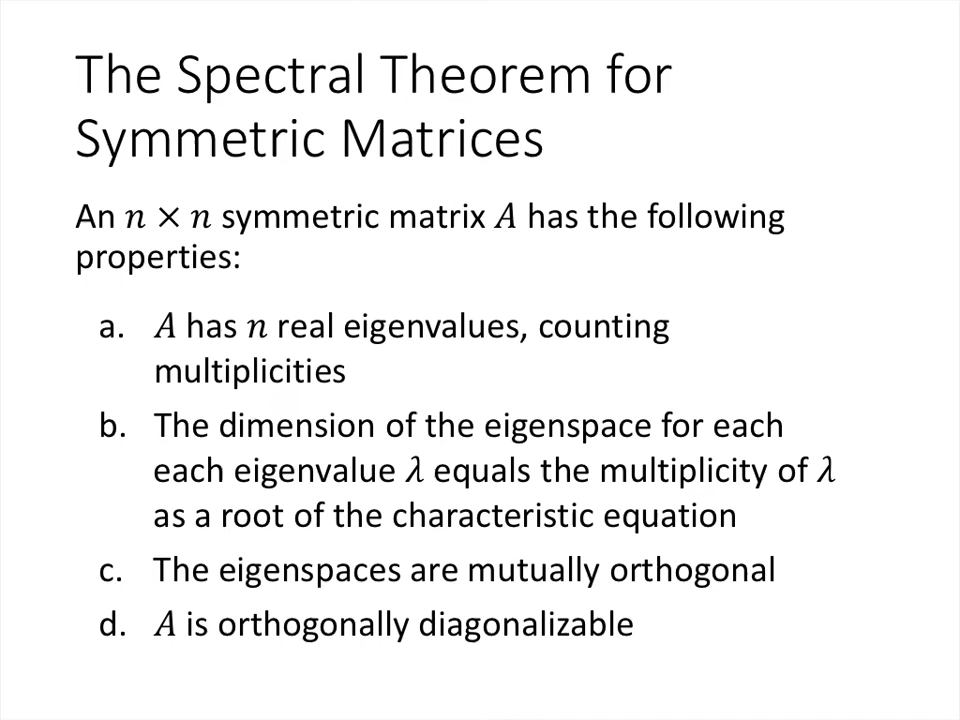 The Spectral Theorem for
Symmetric Matrices
An 𝑛 × 𝑛 symmetric matrix 𝐴 has the following
properties:
a. 𝐴 has 𝑛 real eigenvalues, counting
multiplicities
b. The dimension of the eigenspace for each
each eigenvalue 𝜆 equals the multiplicity of 𝜆
as a root of the characteristic equation
c. The eigenspaces are mutually orthogonal
d. 𝐴 is orthogonally diagonalizable